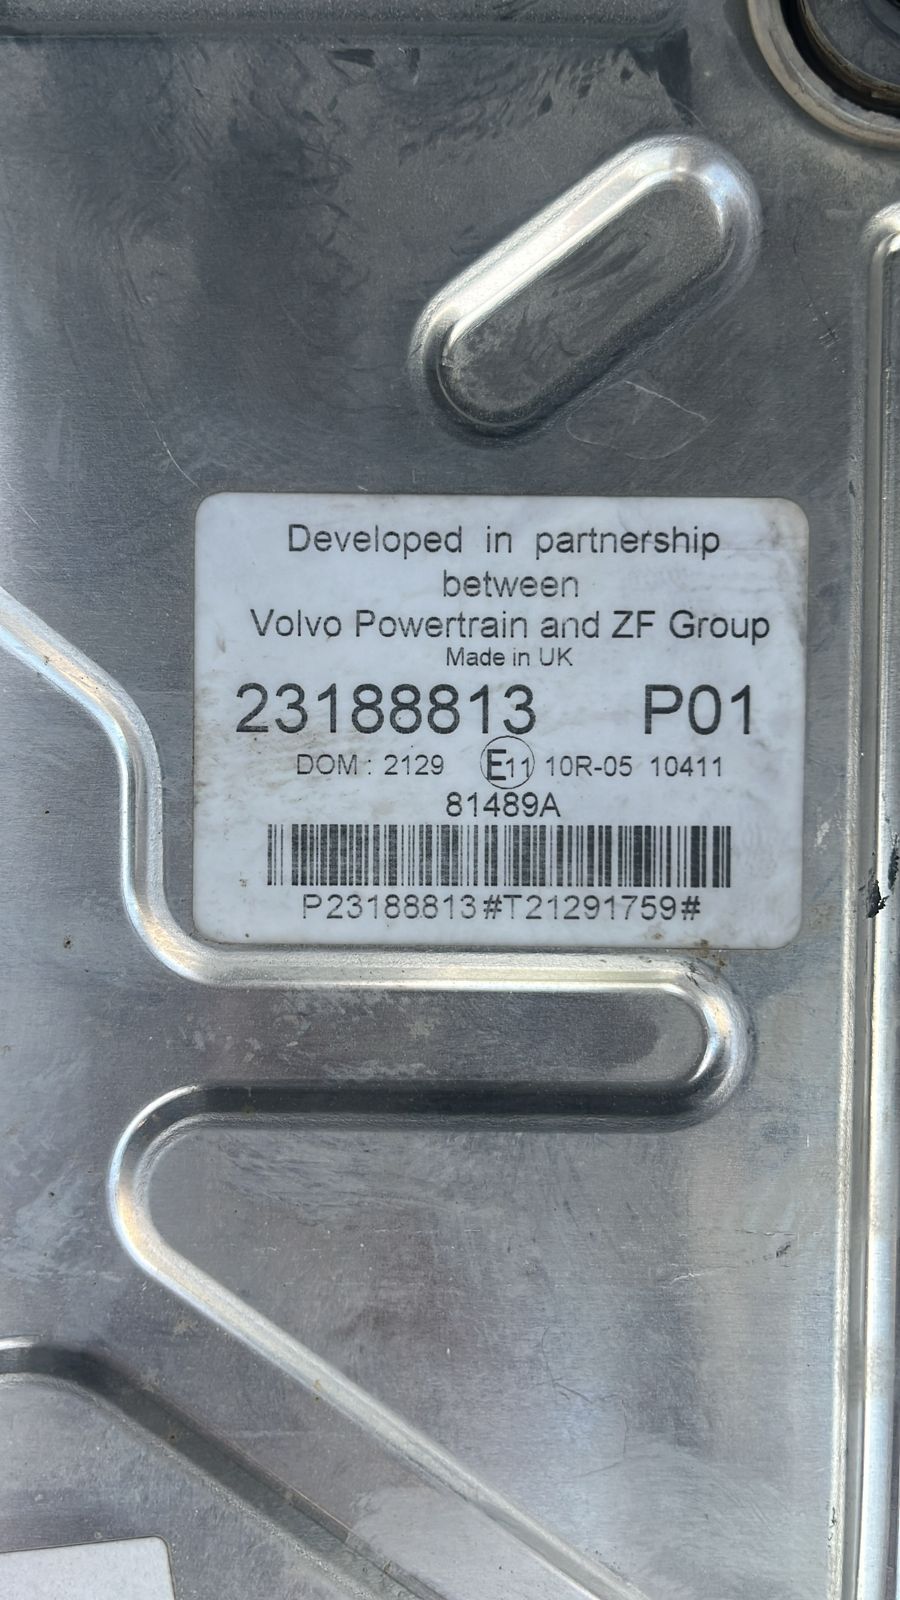 Developed in partnership
between
Volvo Powertrain and ZF Group
Made in UK
23188813 P01
DOM : 2129 E11 10R-05 10411
81489A
P23188813#T21291759#